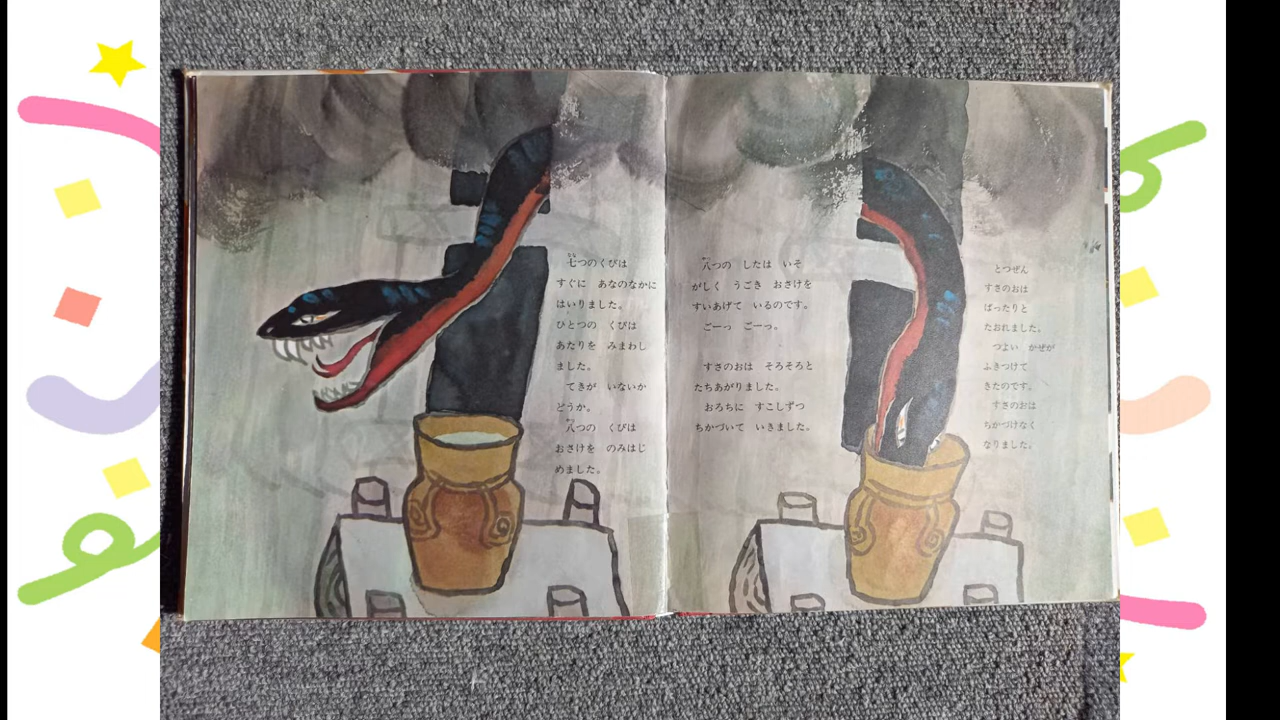 七つのくびは
すぐに　あなのなかに
はいりました。
ひとつの　くびは
あたりを　みまわし
ました。
てきが　いないか
どうか。
八つの　くびは
おさけを　のみはじ
めました。
八つの　したは　いそ
がしく　うごき　おさけを
すいあげて　いるのです。
ごーっ　ごーっ。
すさのおは　そろそろと
たちあがりました。
おろちに　すこしずつ
ちかづいて　いきました。
とつぜん
すさのおは
ばったりと
たおれました。
つよい　かぜが
ふきつけて
きたのです。
すさのおは
ちかづけなく
なりました。